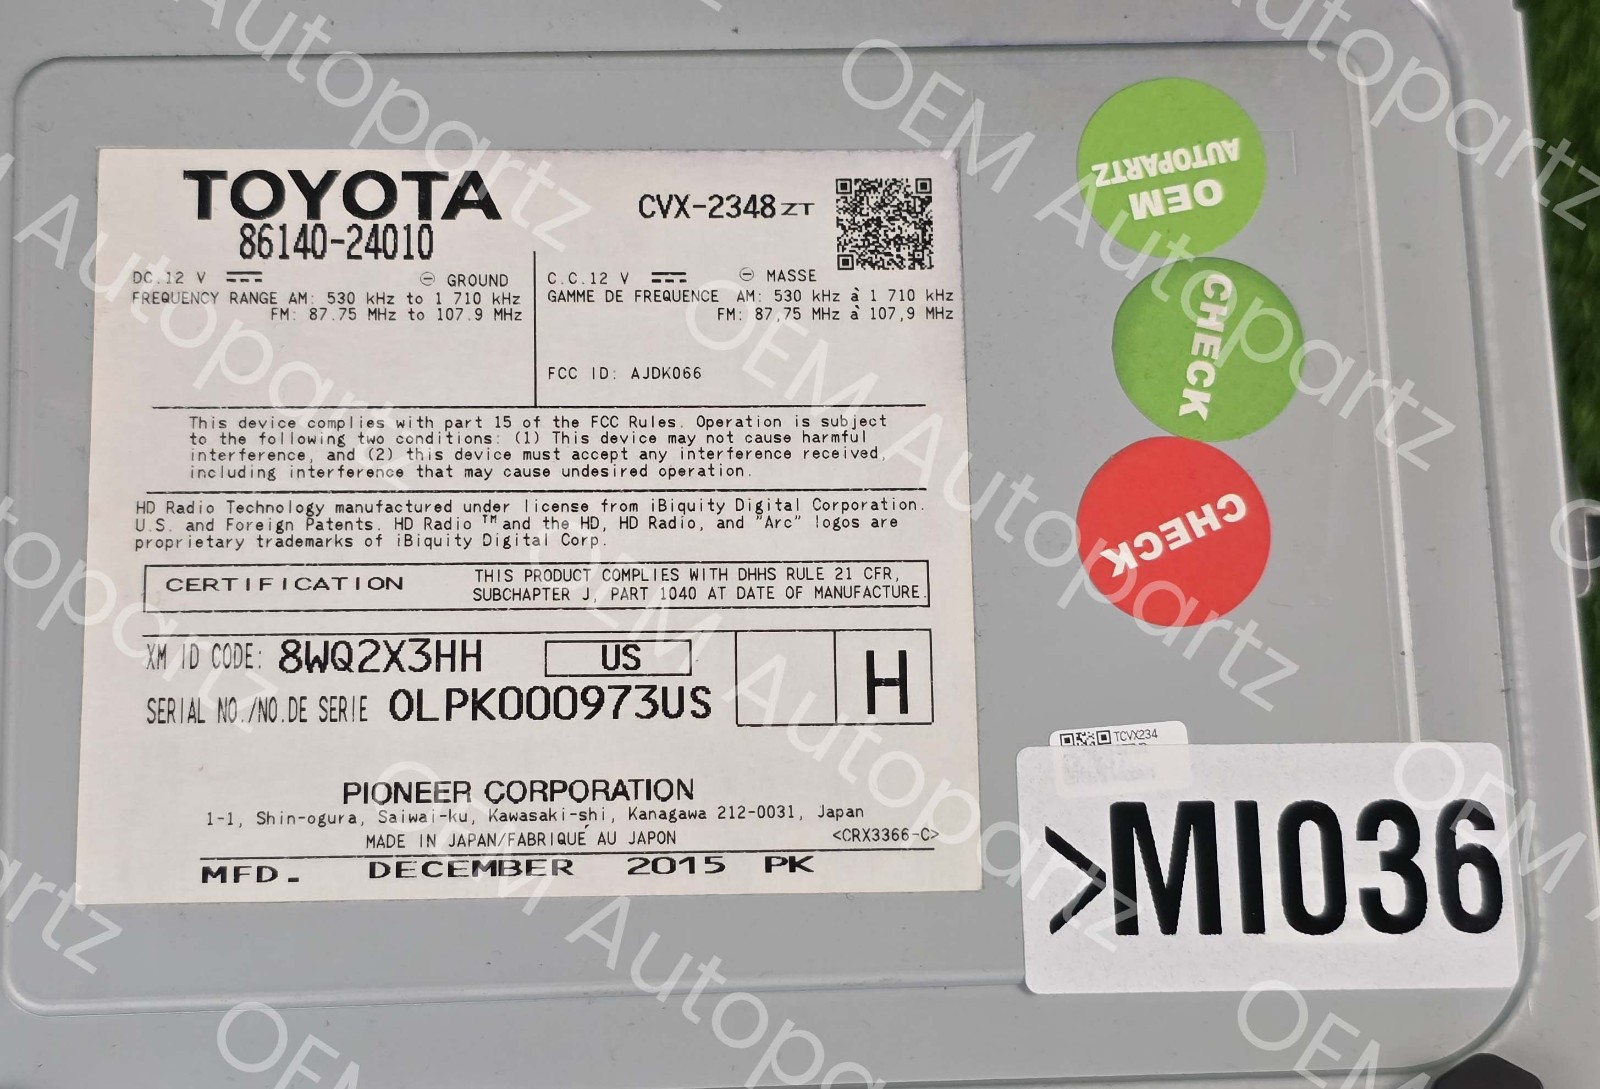 TOYOTA
86140-24010
CVX-2348ZT
DC.12 V ⊖ GROUND
FREQUENCY RANGE AM: 530 kHz to 1 710 kHz
FM: 87.75 MHz to 107.9 MHz
C.C.12 V ⊖ MASSE
GAMME DE FREQUENCE AM: 530 kHz à 1 710 kHz
FM: 87,75 MHz à 107,9 MHz
FCC ID: AJDK066
This device complies with part 15 of the FCC Rules. Operation is subject
to the following two conditions: (1) This device may not cause harmful
interference, and (2) this device must accept any interference received,
including interference that may cause undesired operation.
HD Radio Technology manufactured under license from iBiquity Digital Corporation.
U.S. and Foreign Patents. HD Radio™ and the HD, HD Radio, and "Arc" logos are
proprietary trademarks of iBiquity Digital Corp.
CERTIFICATION
THIS PRODUCT COMPLIES WITH DHHS RULE 21 CFR,
SUBCHAPTER J, PART 1040 AT DATE OF MANUFACTURE.
XM ID CODE: 8WQ2X3HH US
SERIAL NO./NO.DE SERIE 0LPK000973US
H
PIONEER CORPORATION
1-1, Shin-ogura, Saiwai-ku, Kawasaki-shi, Kanagawa 212-0031, Japan
MADE IN JAPAN/FABRIQUÉ AU JAPON <CRX3366-C>
MFD. DECEMBER 2015 PK
OEM
AUTOPARTZ
CHECK
CHECK
TCVX234
>MI036
OEM Autopartz